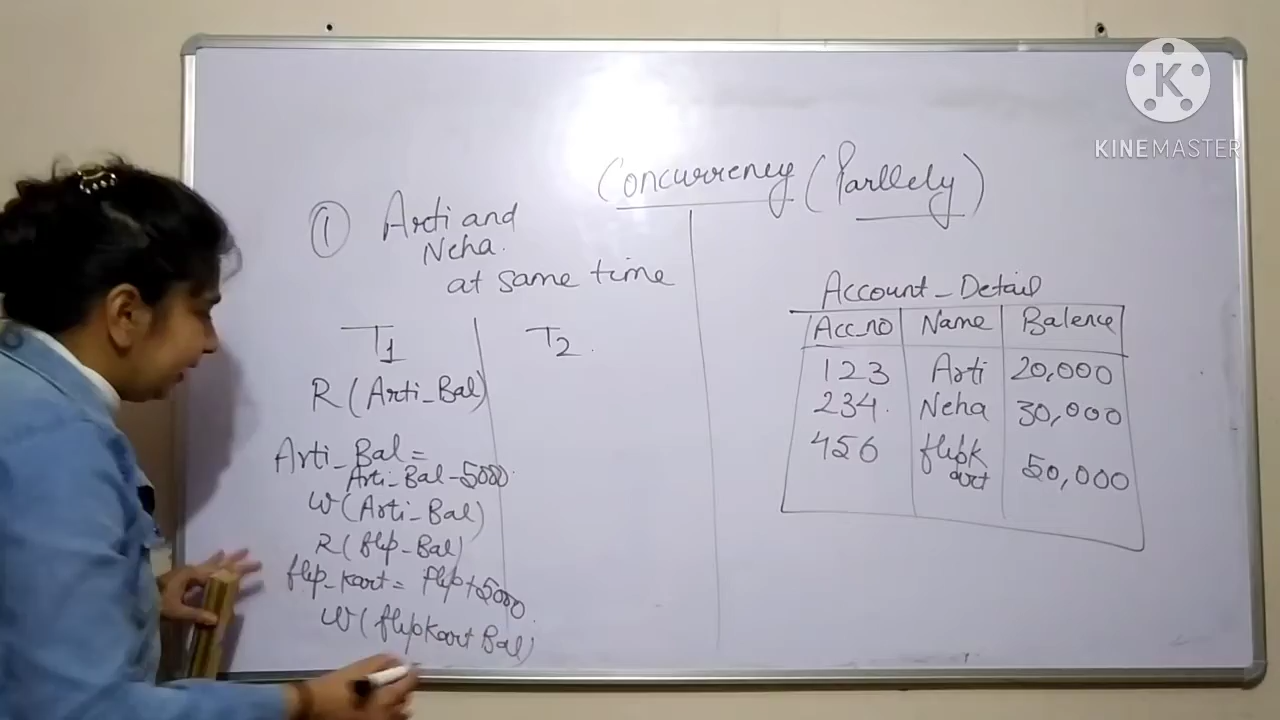 K
KINEMASTER
Concurrency (Parllely)
① Arti and
Neha.
at same time
T1 T2.
R (Arti_Bal)
Arti_Bal =
Arti_Bal - 5000
W (Arti_Bal)
R (flip_Bal)
flip_kart = flip + 5000.
W (flipkart Bal)
Account_Detail
Acc_no Name Balence
123 Arti 20,000
234. Neha 30,000
456 flipk
art 50,000